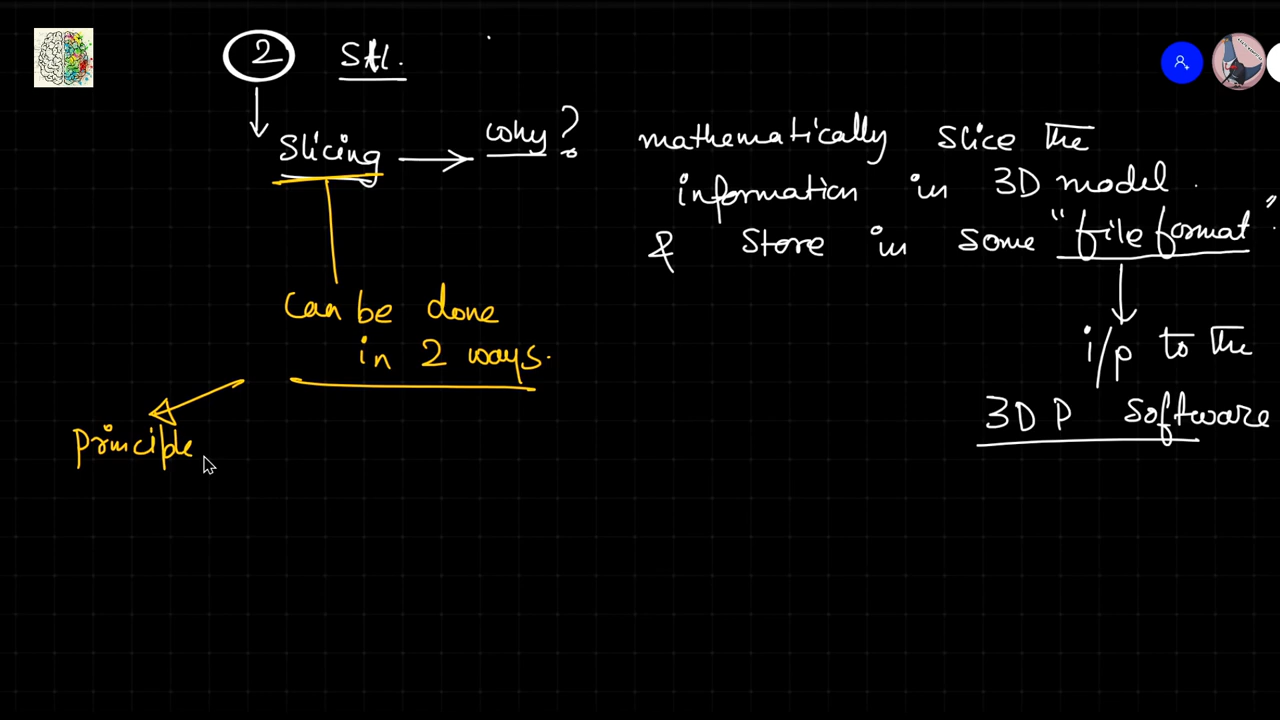 2 Stl.
Slicing → why? mathematically slice the
information in 3D model.
& store in some "file format"
can be done
in 2 ways.
i/p to the
3DP software
principle